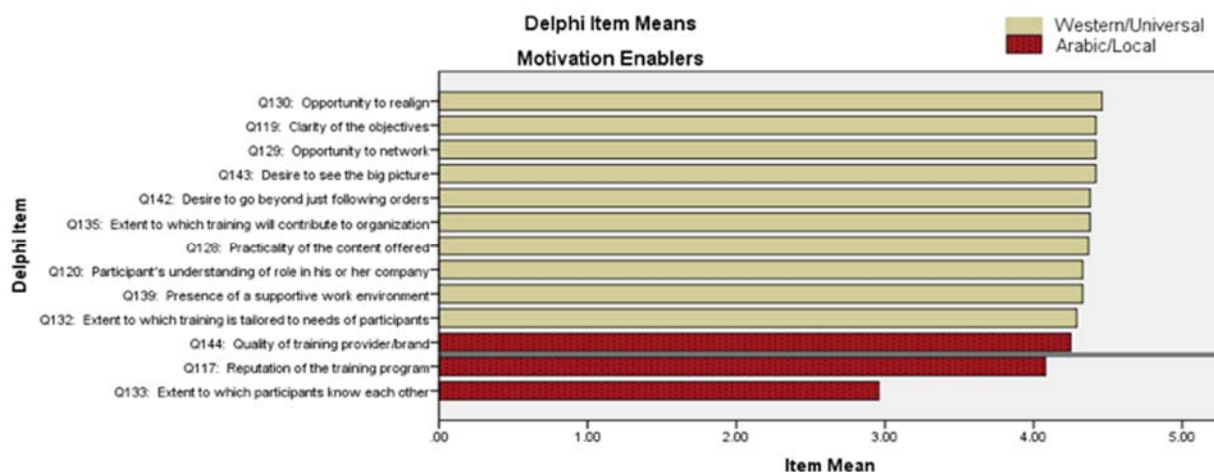 Delphi Item Means
Motivation Enablers
Western/Universal
Arabic/Local
Delphi Item
Q130: Opportunity to realign
Q119: Clarity of the objectives
Q129: Opportunity to network
Q143: Desire to see the big picture
Q142: Desire to go beyond just following orders
Q135: Extent to which training will contribute to organization
Q128: Practicality of the content offered
Q120: Participant's understanding of role in his or her company
Q139: Presence of a supportive work environment
Q132: Extent to which training is tailored to needs of participants
Q144: Quality of training provider/brand
Q117: Reputation of the training program
Q133: Extent to which participants know each other
.00 1.00 2.00 3.00 4.00 5.00
Item Mean